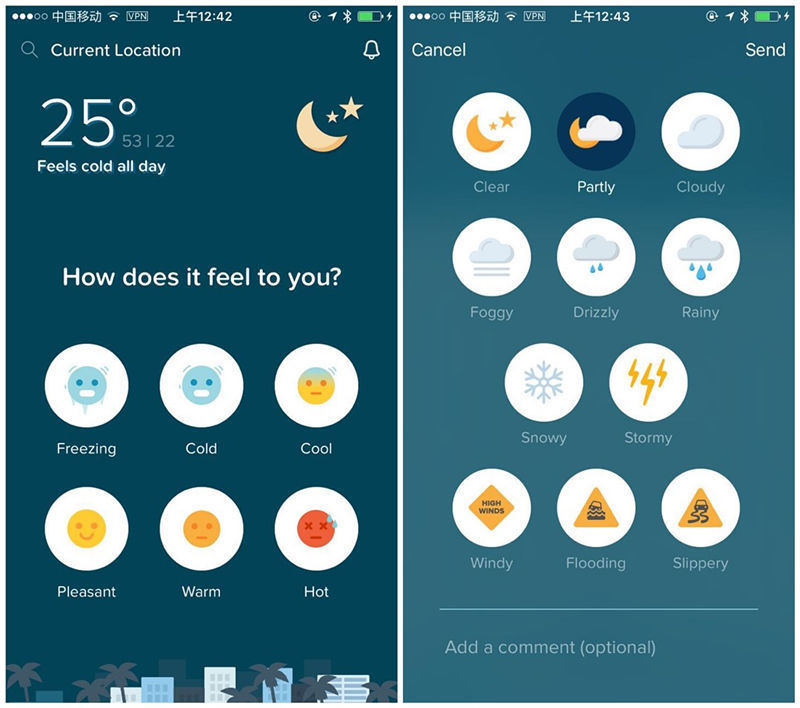 中国移动 VPN 上午12:42
Current Location
25°
53 | 22
Feels cold all day
How does it feel to you?
Freezing Cold Cool
Pleasant Warm Hot
中国移动 VPN 上午12:43
Cancel Send
Clear Partly Cloudy
Foggy Drizzly Rainy
Snowy Stormy
HIGH
WINDS
Windy Flooding Slippery
Add a comment (optional)